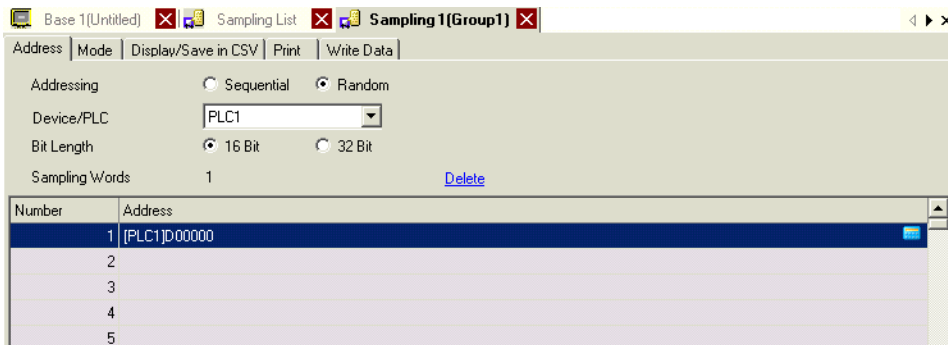 Base 1(Untitled) Sampling List Sampling 1(Group1)
Address Mode Display/Save in CSV Print Write Data
Addressing Sequential Random
Device/PLC PLC1
Bit Length 16 Bit 32 Bit
Sampling Words 1 Delete
Number Address
1 [PLC1]D00000
2
3
4
5